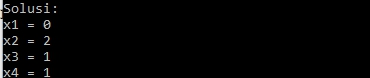 Solusi:
x1 = 0
x2 = 2
x3 = 1
x4 = 1